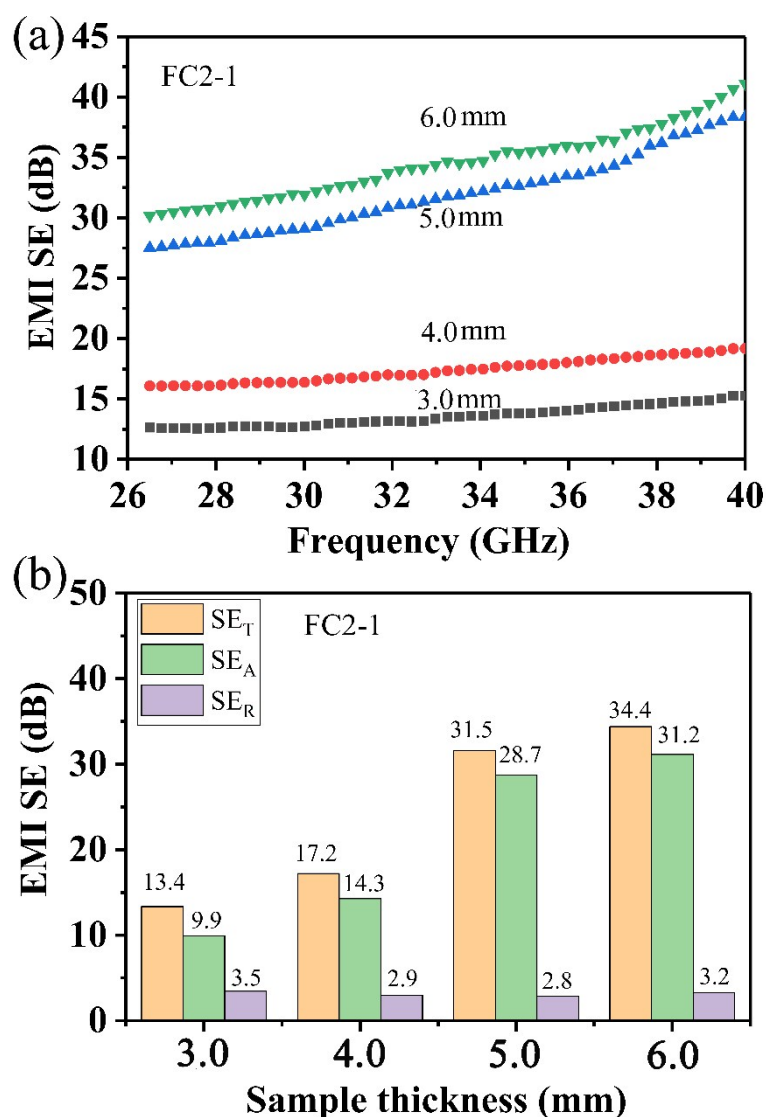 (a)
FC2-1
6.0 mm
5.0 mm
4.0 mm
3.0 mm
EMI SE (dB)
45
40
35
30
25
20
15
10
26 28 30 32 34 36 38 40
Frequency (GHz)
(b)
SE_T
SE_A
SE_R
FC2-1
EMI SE (dB)
50
40
30
20
10
0
13.4 9.9 3.5
17.2 14.3 2.9
31.5 28.7 2.8
34.4 31.2 3.2
3.0 4.0 5.0 6.0
Sample thickness (mm)